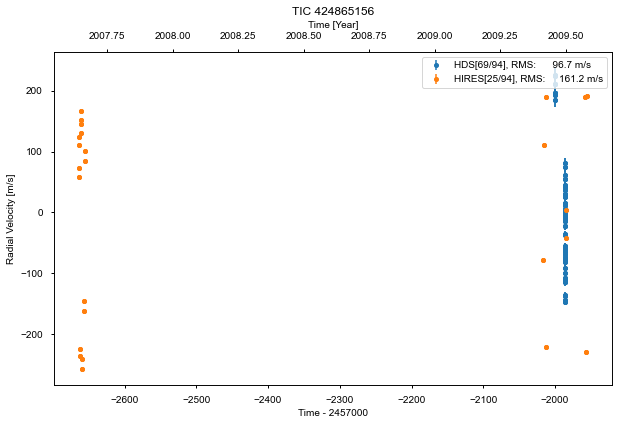 TIC 424865156
Time [Year]
2007.75 2008.00 2008.25 2008.50 2008.75 2009.00 2009.25 2009.50
HDS[69/94], RMS: 96.7 m/s
HIRES[25/94], RMS: 161.2 m/s
Radial Velocity [m/s]
200
100
0
−100
−200
−2600 −2500 −2400 −2300 −2200 −2100 −2000
Time - 2457000